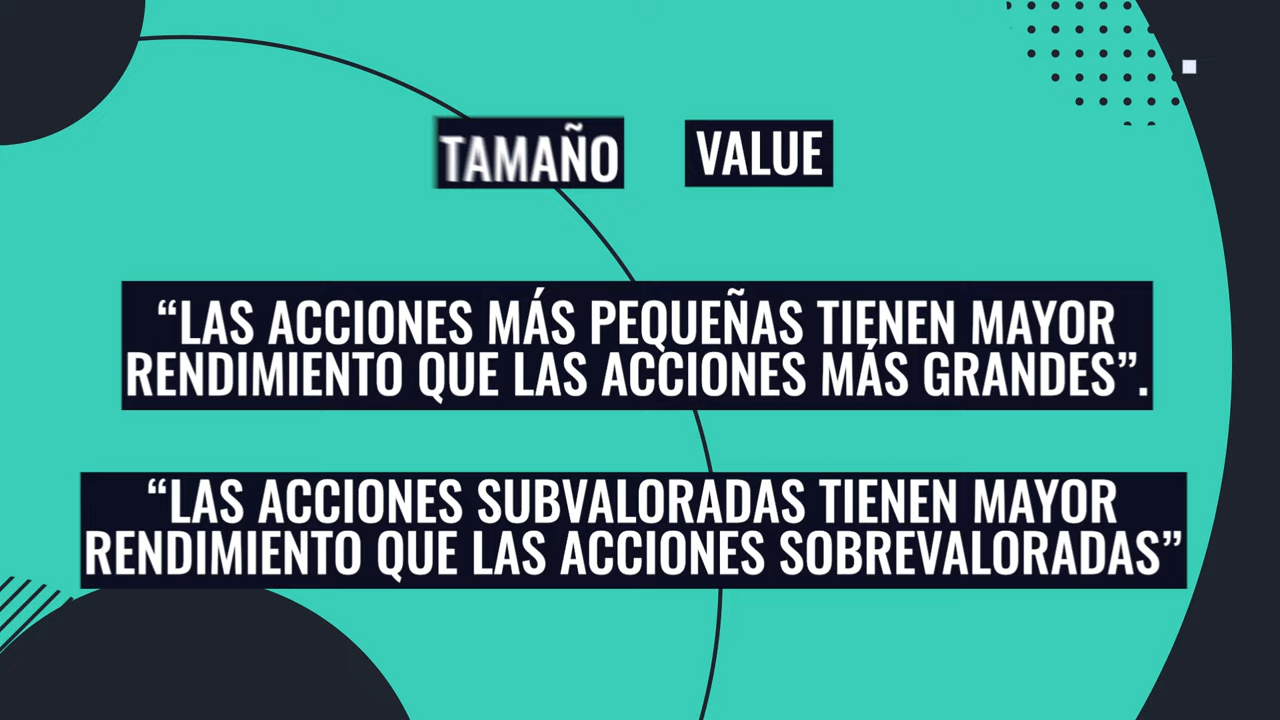 TAMAÑO VALUE
“LAS ACCIONES MÁS PEQUEÑAS TIENEN MAYOR
RENDIMIENTO QUE LAS ACCIONES MÁS GRANDES”.
“LAS ACCIONES SUBVALORADAS TIENEN MAYOR
RENDIMIENTO QUE LAS ACCIONES SOBREVALORADAS”